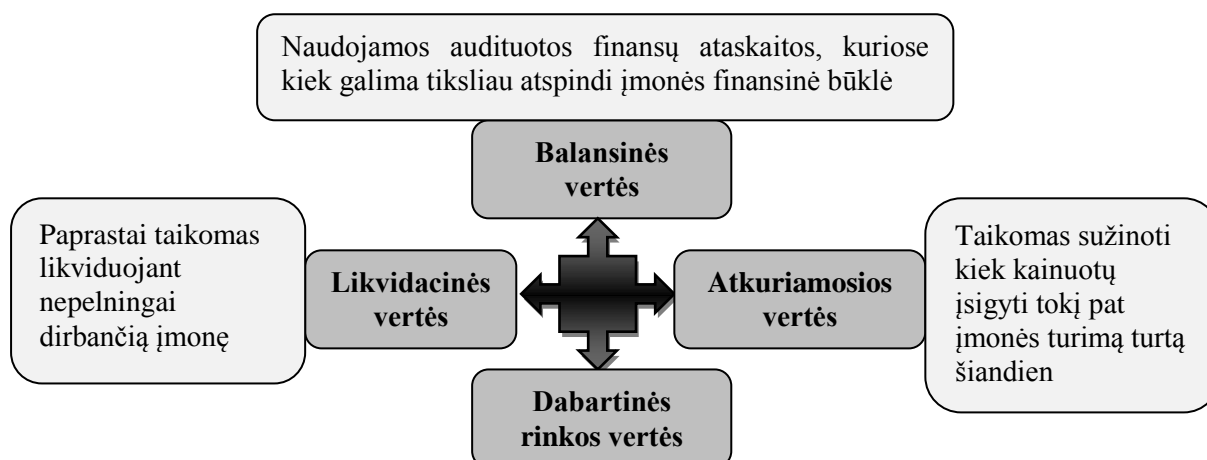 Naudojamos audituotos finansų ataskaitos, kuriose
kiek galima tiksliau atspindi įmonės finansinė būklė
Balansinės
vertės
Paprastai taikomas
likviduojant
nepelningai
dirbančią įmonę
Likvidacinės
vertės
Atkuriamosios
vertės
Taikomas sužinoti
kiek kainuotų
įsigyti tokį pat
įmonės turimą turtą
šiandien
Dabartinės
rinkos vertės